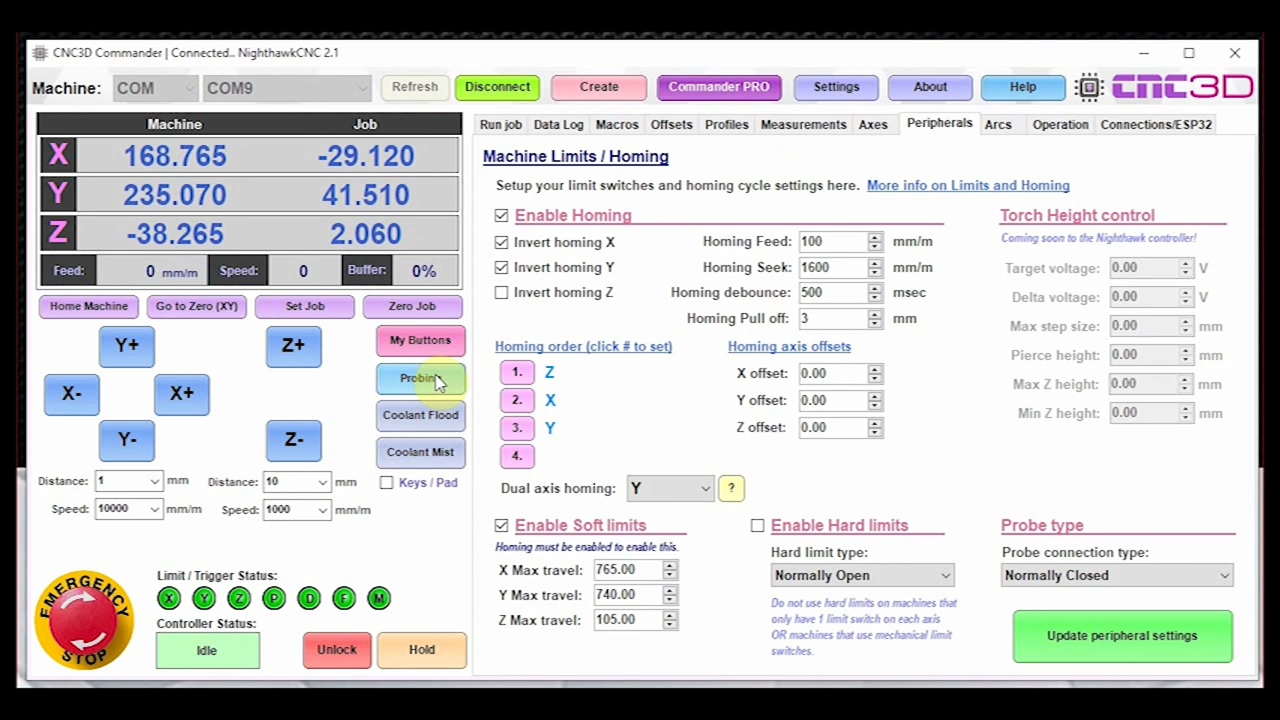 CNC3D Commander | Connected.. NighthawkCNC 2.1
Machine: COM COM9 Refresh Disconnect Create Commander PRO Settings About Help CNC3D
Machine Job
X 168.765 -29.120
Y 235.070 41.510
Z -38.265 2.060
Feed: 0 mm/m Speed: 0 Buffer: 0%
Home Machine Go to Zero (XY) Set Job Zero Job
Y+ Z+ My Buttons
X- X+ Probin
Coolant Flood
Y- Z- Coolant Mist
Distance: 1 mm Distance: 10 mm Keys / Pad
Speed: 10000 mm/m Speed: 1000 mm/m
EMERGENCY STOP
Limit / Trigger Status:
X Y Z P D F M
Controller Status:
Idle Unlock Hold
Run job Data Log Macros Offsets Profiles Measurements Axes Peripherals Arcs Operation Connections/ESP32
Machine Limits / Homing
Setup your limit switches and homing cycle settings here. More info on Limits and Homing
Enable Homing
Invert homing X Homing Feed: 100 mm/m
Invert homing Y Homing Seek: 1600 mm/m
Invert homing Z Homing debounce: 500 msec
Homing Pull off: 3 mm
Homing order (click # to set) Homing axis offsets
1. Z X offset: 0.00
2. X Y offset: 0.00
3. Y Z offset: 0.00
4.
Dual axis homing: Y ?
Torch Height control
Coming soon to the Nighthawk controller!
Target voltage: 0.00 V
Delta voltage: 0.00 V
Max step size: 0.00 mm
Pierce height: 0.00 mm
Max Z height: 0.00 mm
Min Z height: 0.00 mm
Enable Soft limits
Homing must be enabled to enable this.
X Max travel: 765.00
Y Max travel: 740.00
Z Max travel: 105.00
Enable Hard limits
Hard limit type:
Normally Open
Do not use hard limits on machines that
only have 1 limit switch on each axis
OR machines that use mechanical limit
switches.
Probe type
Probe connection type:
Normally Closed
Update peripheral settings